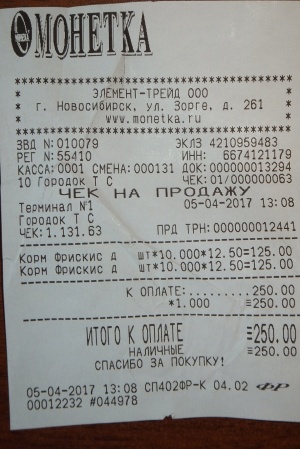 МОНЕТКА
ЭЛЕМЕНТ-ТРЕЙД ООО
г. Новосибирск, ул. Зорге, д. 261
www.monetka.ru
ЗВД N:010079 ЭКЛЗ 4210959483
РЕГ N:55410 ИНН: 6674121179
КАССА:0001 СМЕНА:000131 ДОК:000000013294
10 Городок Т С ЧЕК:01/000000063
ЧЕК НА ПРОДАЖУ
Терминал N1 05-04-2017 13:08
Городок Т С
ЧЕК:1.131.63 ПРД ТРН:000000012441
Корм Фрискис д шт*10.000*12.50=125.00
Корм Фрискис д шт*10.000*12.50=125.00
К ОПЛАТЕ:.........250.00
*1.000 ≡250.00
ИТОГО К ОПЛАТЕ ≡250.00
НАЛИЧНЫЕ ≡250.00
СПАСИБО ЗА ПОКУПКУ!
05-04-2017 13:08 СП402ФР-К 04.02 ФР
00012232 #044978